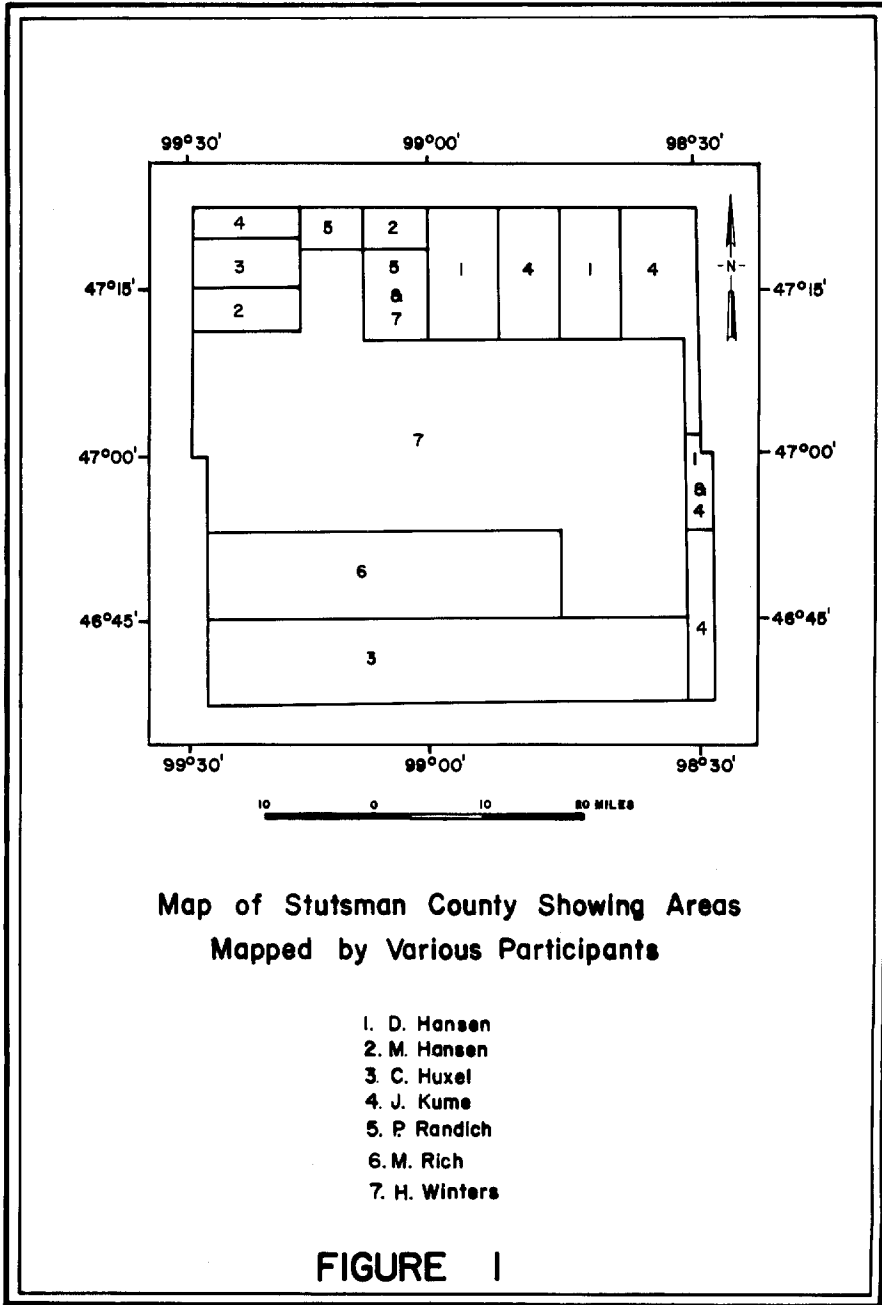 99°30' 99°00' 98°30'
4 5 2
3 5 1 4 1 4
-N-
47°15' & 47°15'
2 7
7
47°00' 1 47°00'
&
4
6
46°45' 46°45'
4
3
99°30' 99°00' 98°30'
10 0 10 20 MILES
Map of Stutsman County Showing Areas
Mapped by Various Participants
1. D. Hansen
2. M. Hansen
3. C. Huxel
4. J. Kume
5. P. Randich
6. M. Rich
7. H. Winters
FIGURE 1